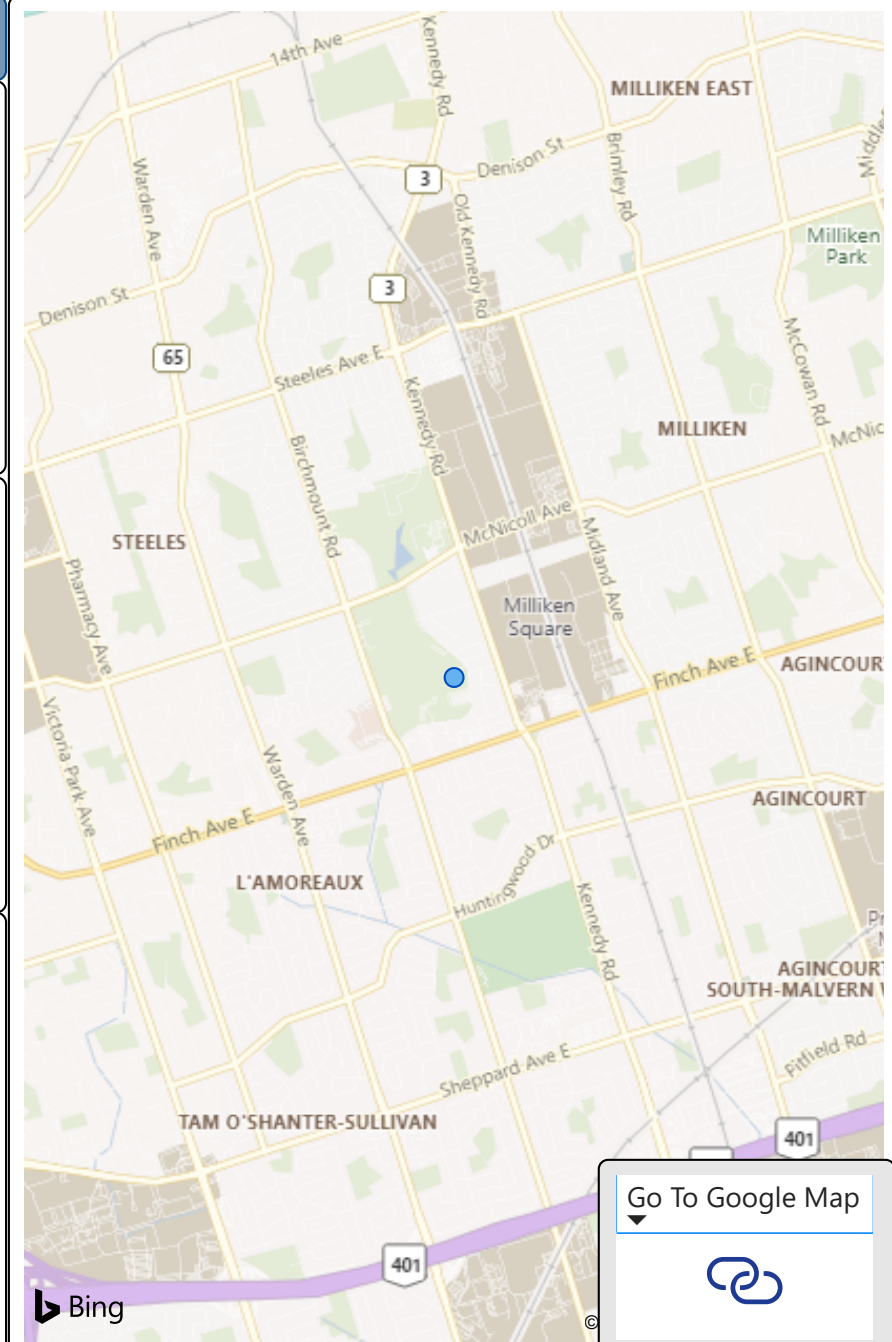 14th Ave
Kennedy Rd
MILLIKEN EAST
Denison St
Brimley Rd
3
Warden Ave
Old Kennedy Rd
Milliken
Park
3
Denison St
65
Steeles Ave E
McCowan Rd
Kennedy Rd
MILLIKEN
Birchmount Rd
McNicoll Ave
STEELES
Midland Ave
Pharmacy Ave
Milliken
Square
Finch Ave E
Victoria Park Ave
Warden Ave
AGINCOURT
Finch Ave E
Huntingwood Dr
L'AMOREAUX
Kennedy Rd
AGINCOURT
SOUTH-MALVERN W
Sheppard Ave E
Pitfield Rd
TAM O'SHANTER-SULLIVAN
401
401
Go To Google Map
Bing
©